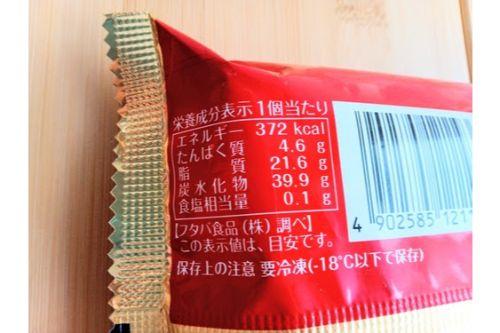 栄養成分表示 1個当たり
エネルギー 372 kcal
たんぱく質 4.6 g
脂質 21.6 g
炭水化物 39.9 g
食塩相当量 0.1 g
【フタバ食品(株)調べ】
この表示値は、目安です。
保存上の注意 要冷凍(-18℃以下で保存)
4 902585 121